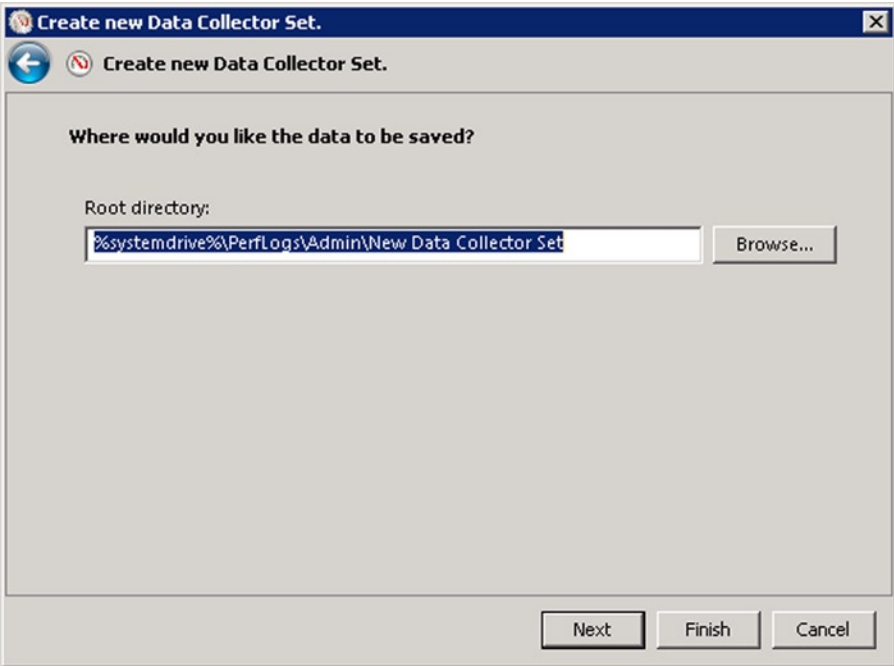 Create new Data Collector Set.
Create new Data Collector Set.
Where would you like the data to be saved?
Root directory:
%systemdrive%\PerfLogs\Admin\New Data Collector Set
Browse...
Next Finish Cancel